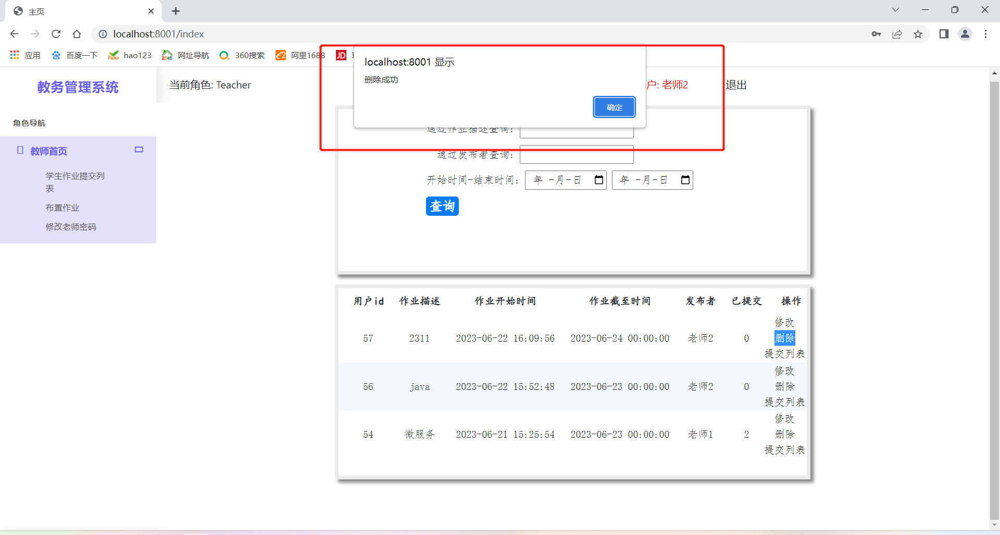 主页
localhost:8001/index
应用 百度一下 hao123 网址导航 360搜索 阿里1688 JD
localhost:8001 显示
删除成功
确定
教务管理系统
当前角色: Teacher
户: 老师2
退出
角色导航
教师首页
学生作业提交列
表
布置作业
修改老师密码
通过作业描述查询:
通过发布者查询:
开始时间-结束时间: 年 -月-日 年 -月-日
查询
用户id 作业描述 作业开始时间 作业截至时间 发布者 已提交 操作
57 2311 2023-06-22 16:09:56 2023-06-24 00:00:00 老师2 0 修改
删除
提交列表
56 java 2023-06-22 15:52:48 2023-06-23 00:00:00 老师2 0 修改
删除
提交列表
54 微服务 2023-06-21 15:25:54 2023-06-23 00:00:00 老师1 2 修改
删除
提交列表